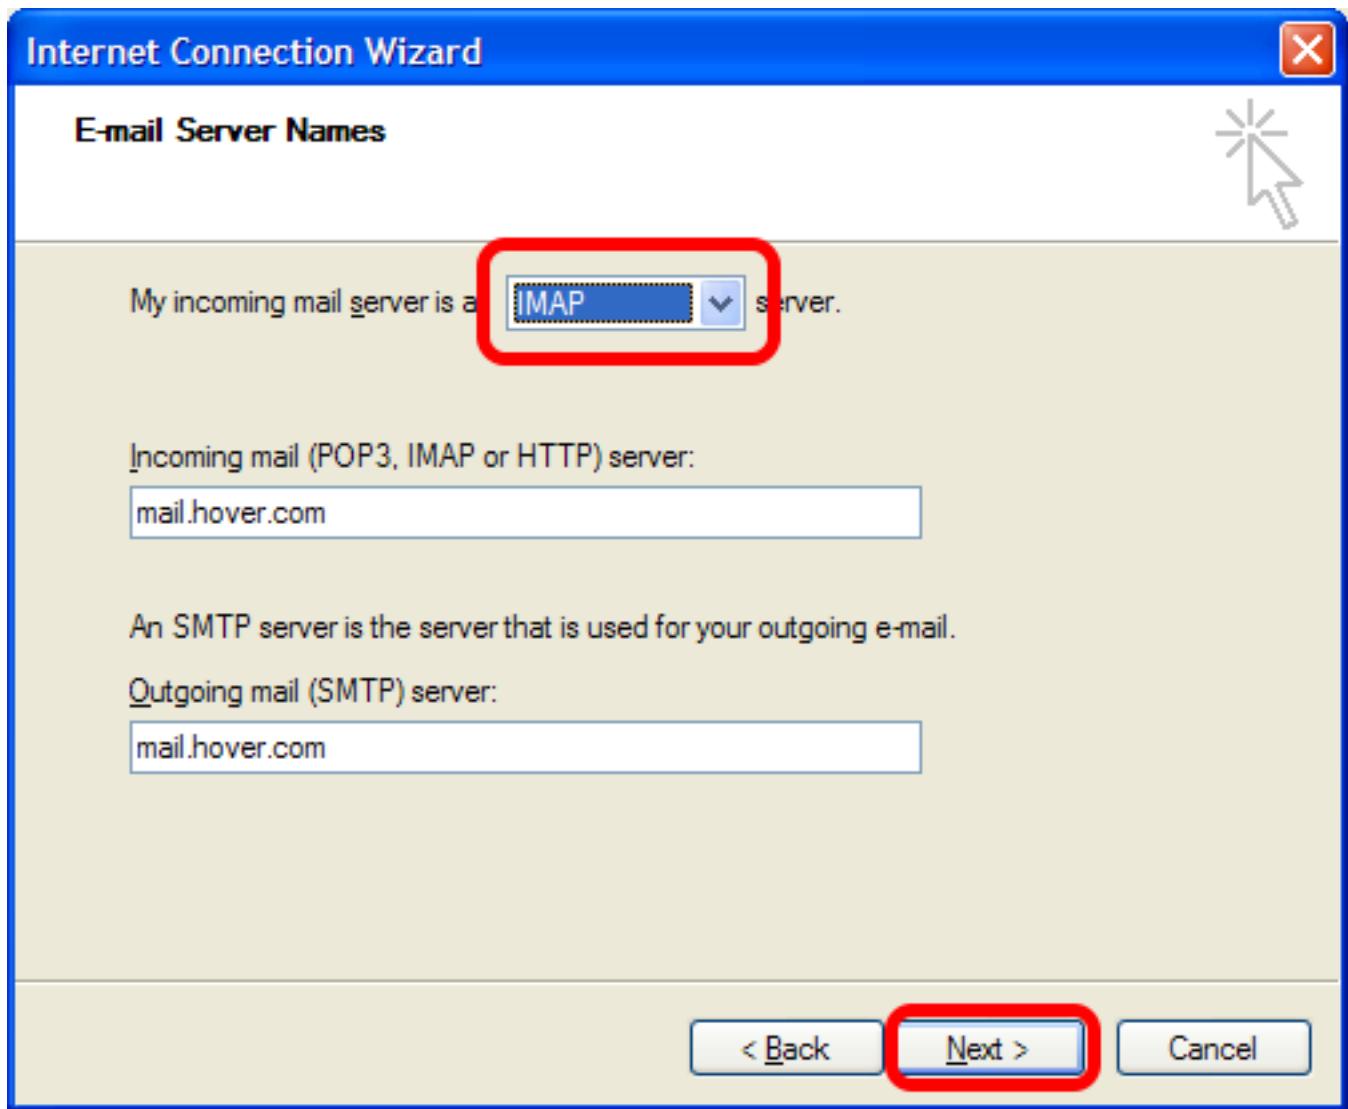 Internet Connection Wizard
E-mail Server Names
My incoming mail server is a IMAP server.
Incoming mail (POP3, IMAP or HTTP) server:
mail.hover.com
An SMTP server is the server that is used for your outgoing e-mail.
Outgoing mail (SMTP) server:
mail.hover.com
< Back Next > Cancel